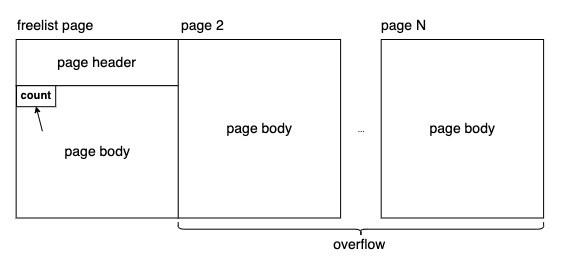 freelist page
page 2
page N
page header
count
page body
page body
...
page body
overflow